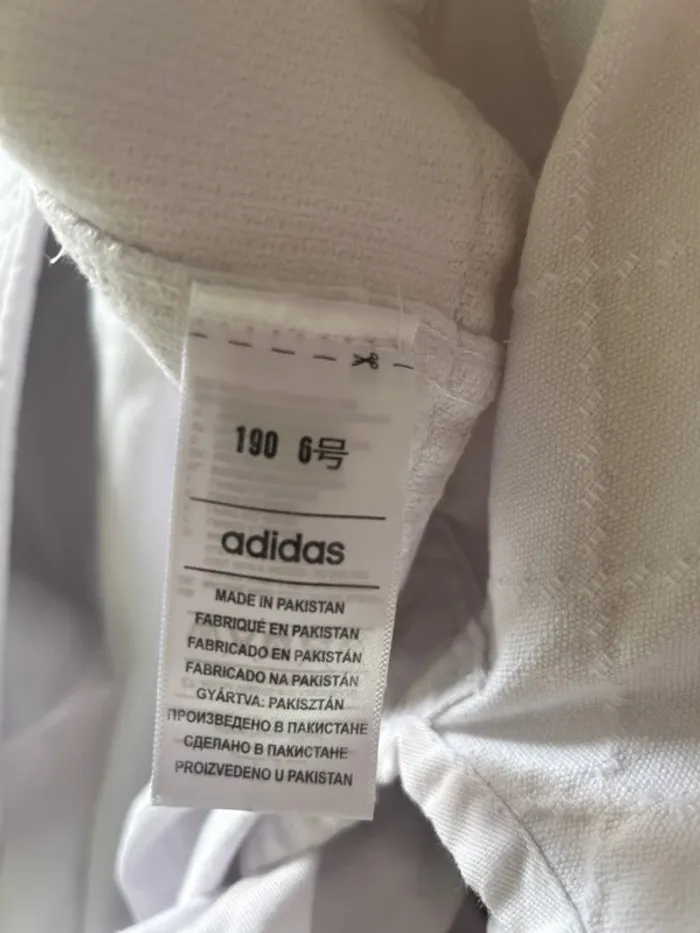 190 6号
adidas
MADE IN PAKISTAN
FABRIQUÉ EN PAKISTAN
FABRICADO EN PAKISTÁN
FABRICADO NA PAKISTÁN
GYÁRTVA: PAKISZTÁN
ПРОИЗВЕДЕНО В ПАКИСТАНЕ
СДЕЛАНО В ПАКИСТАНЕ
PROIZVEDENO U PAKISTAN